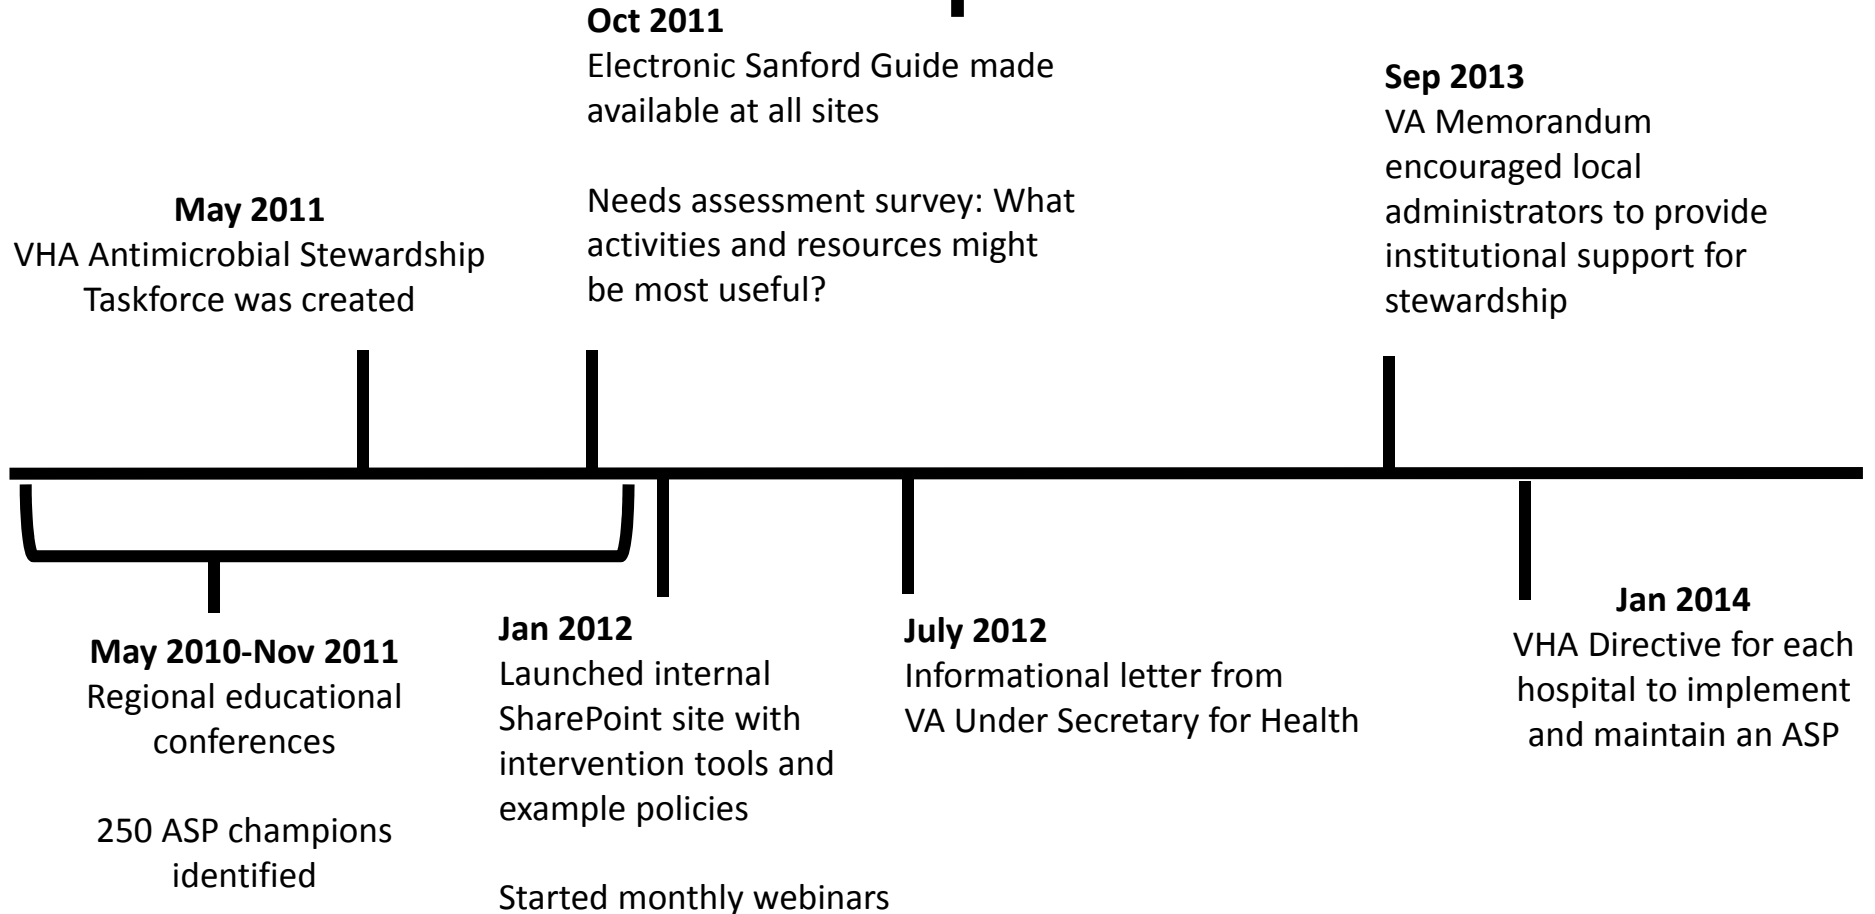 Oct 2011
Electronic Sanford Guide made
available at all sites
Needs assessment survey: What
activities and resources might
be most useful?
Sep 2013
VA Memorandum
encouraged local
administrators to provide
institutional support for
stewardship
May 2011
VHA Antimicrobial Stewardship
Taskforce was created
May 2010-Nov 2011
Regional educational
conferences
250 ASP champions
identified
Jan 2012
Launched internal
SharePoint site with
intervention tools and
example policies
Started monthly webinars
July 2012
Informational letter from
VA Under Secretary for Health
Jan 2014
VHA Directive for each
hospital to implement
and maintain an ASP